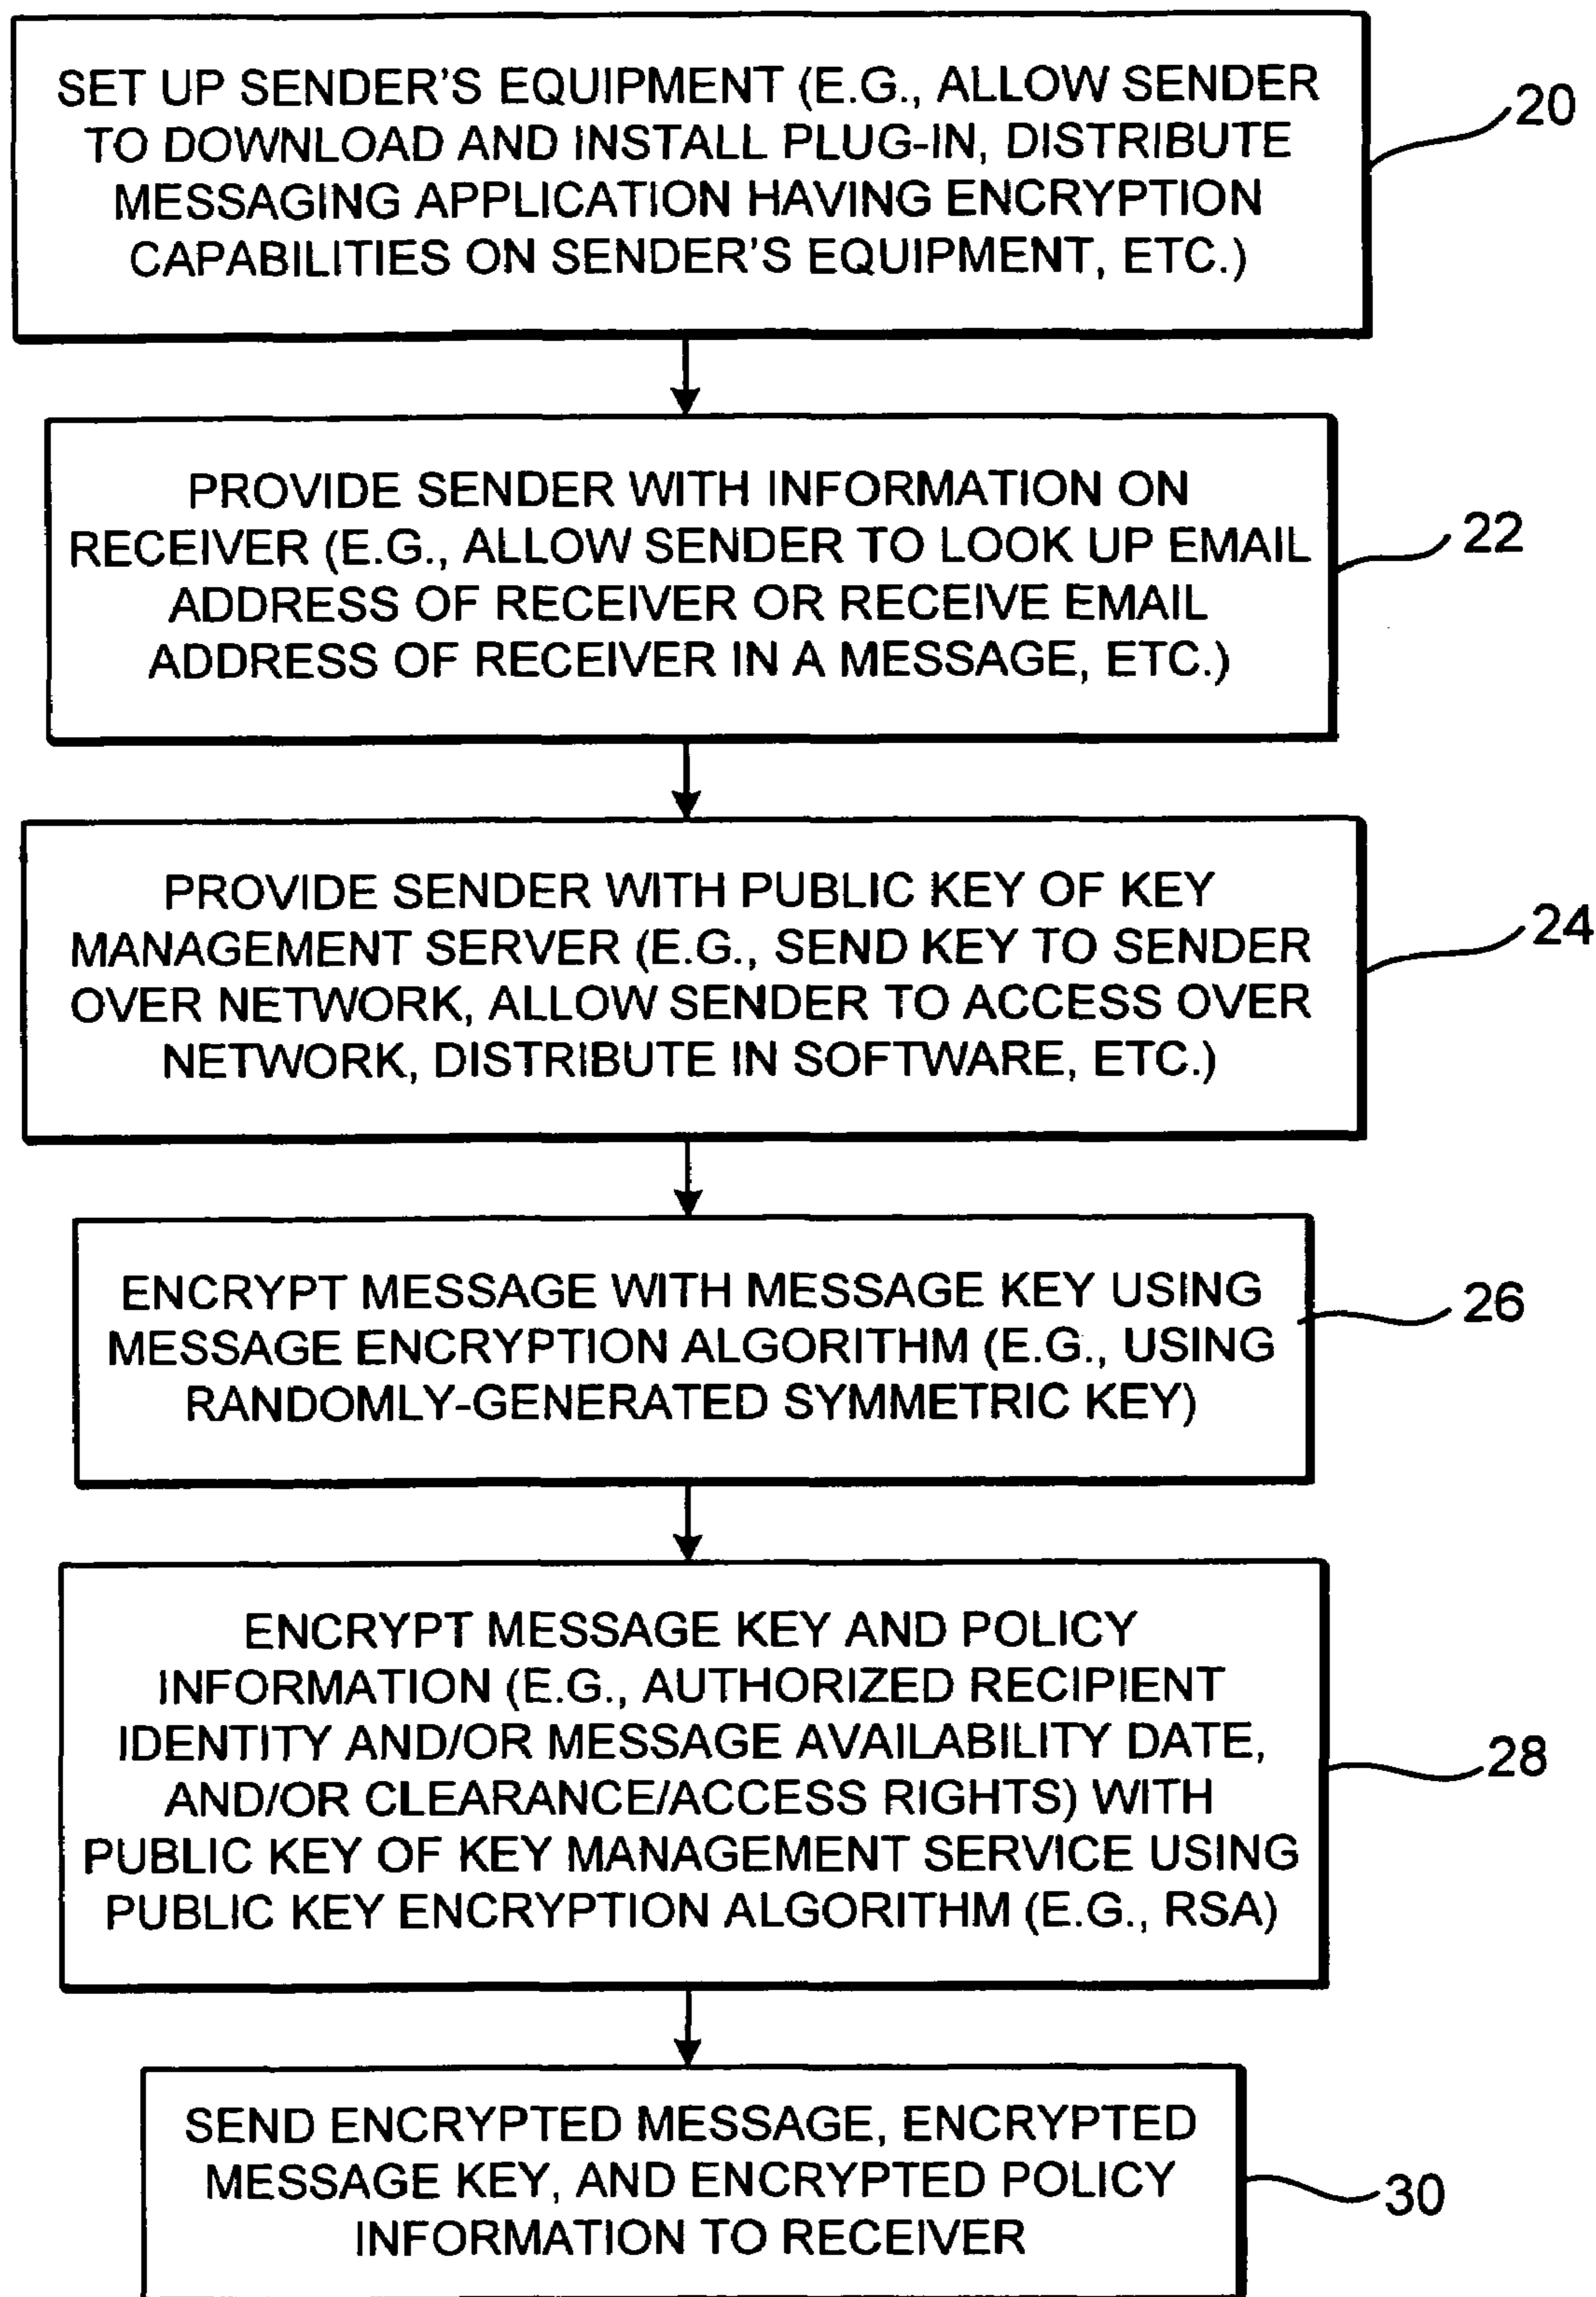 SET UP SENDER'S EQUIPMENT (E.G., ALLOW SENDER
TO DOWNLOAD AND INSTALL PLUG-IN, DISTRIBUTE
MESSAGING APPLICATION HAVING ENCRYPTION
CAPABILITIES ON SENDER'S EQUIPMENT, ETC.)
20
PROVIDE SENDER WITH INFORMATION ON
RECEIVER (E.G., ALLOW SENDER TO LOOK UP EMAIL
ADDRESS OF RECEIVER OR RECEIVE EMAIL
ADDRESS OF RECEIVER IN A MESSAGE, ETC.)
22
PROVIDE SENDER WITH PUBLIC KEY OF KEY
MANAGEMENT SERVER (E.G., SEND KEY TO SENDER
OVER NETWORK, ALLOW SENDER TO ACCESS OVER
NETWORK, DISTRIBUTE IN SOFTWARE, ETC.)
24
ENCRYPT MESSAGE WITH MESSAGE KEY USING
MESSAGE ENCRYPTION ALGORITHM (E.G., USING
RANDOMLY-GENERATED SYMMETRIC KEY)
26
ENCRYPT MESSAGE KEY AND POLICY
INFORMATION (E.G., AUTHORIZED RECIPIENT
IDENTITY AND/OR MESSAGE AVAILABILITY DATE,
AND/OR CLEARANCE/ACCESS RIGHTS) WITH
PUBLIC KEY OF KEY MANAGEMENT SERVICE USING
PUBLIC KEY ENCRYPTION ALGORITHM (E.G., RSA)
28
SEND ENCRYPTED MESSAGE, ENCRYPTED
MESSAGE KEY, AND ENCRYPTED POLICY
INFORMATION TO RECEIVER
30